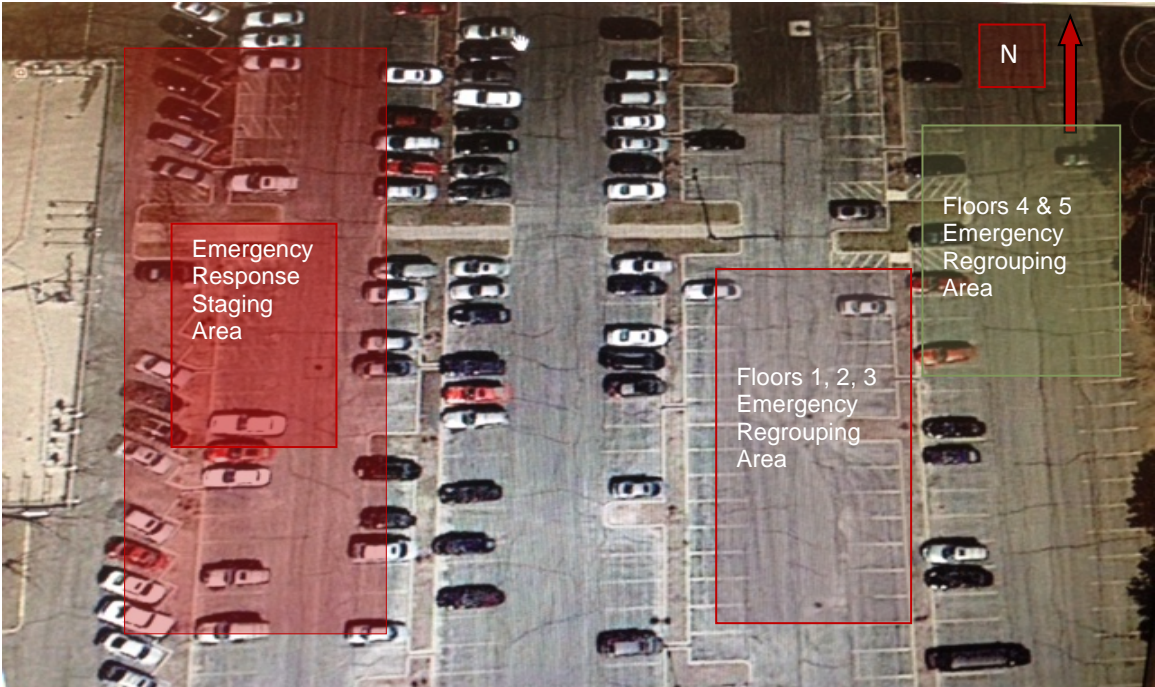 N
Floors 4 & 5
Emergency
Regrouping
Area
Emergency
Response
Staging
Area
Floors 1, 2, 3
Emergency
Regrouping
Area